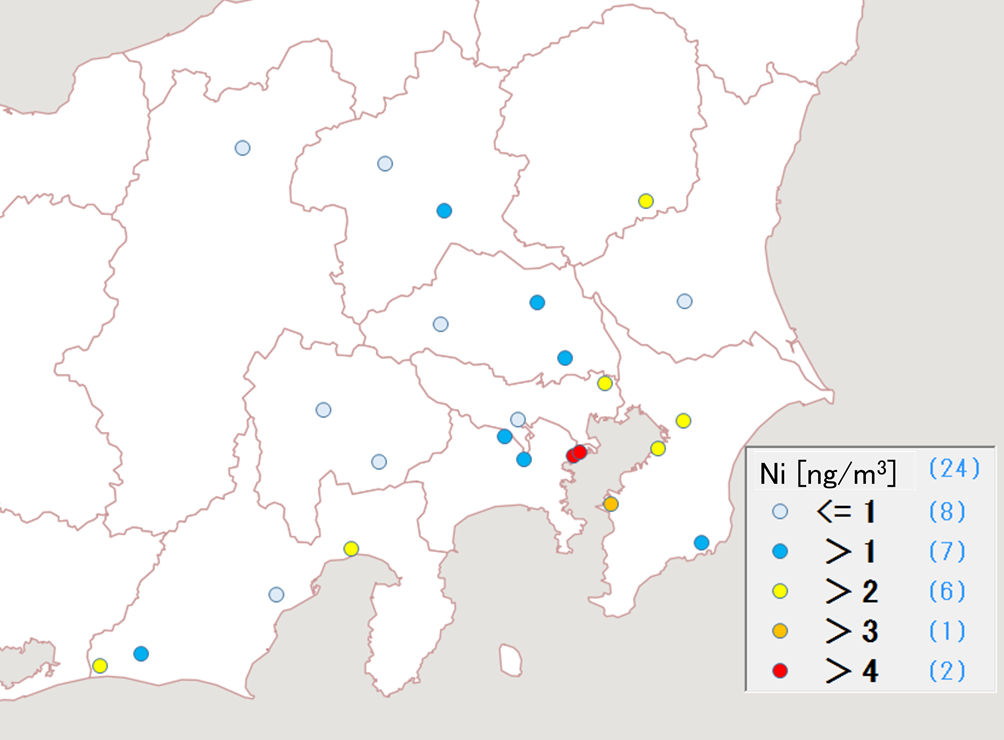 Ni [ng/m³] (24)
<= 1 (8)
> 1 (7)
> 2 (6)
> 3 (1)
> 4 (2)